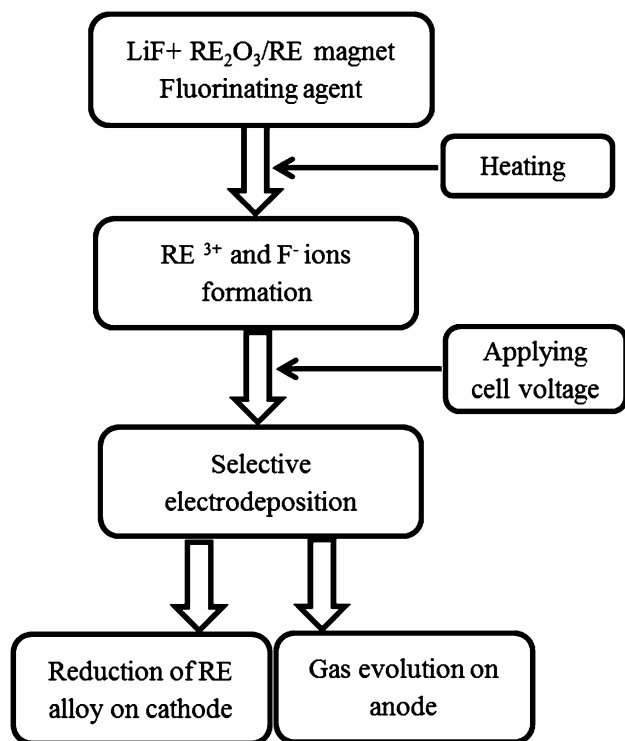 LiF+ RE₂O₃/RE magnet
Fluorinating agent
Heating
RE ³⁺ and F⁻ ions
formation
Applying
cell voltage
Selective
electrodeposition
Reduction of RE
alloy on cathode
Gas evolution on
anode